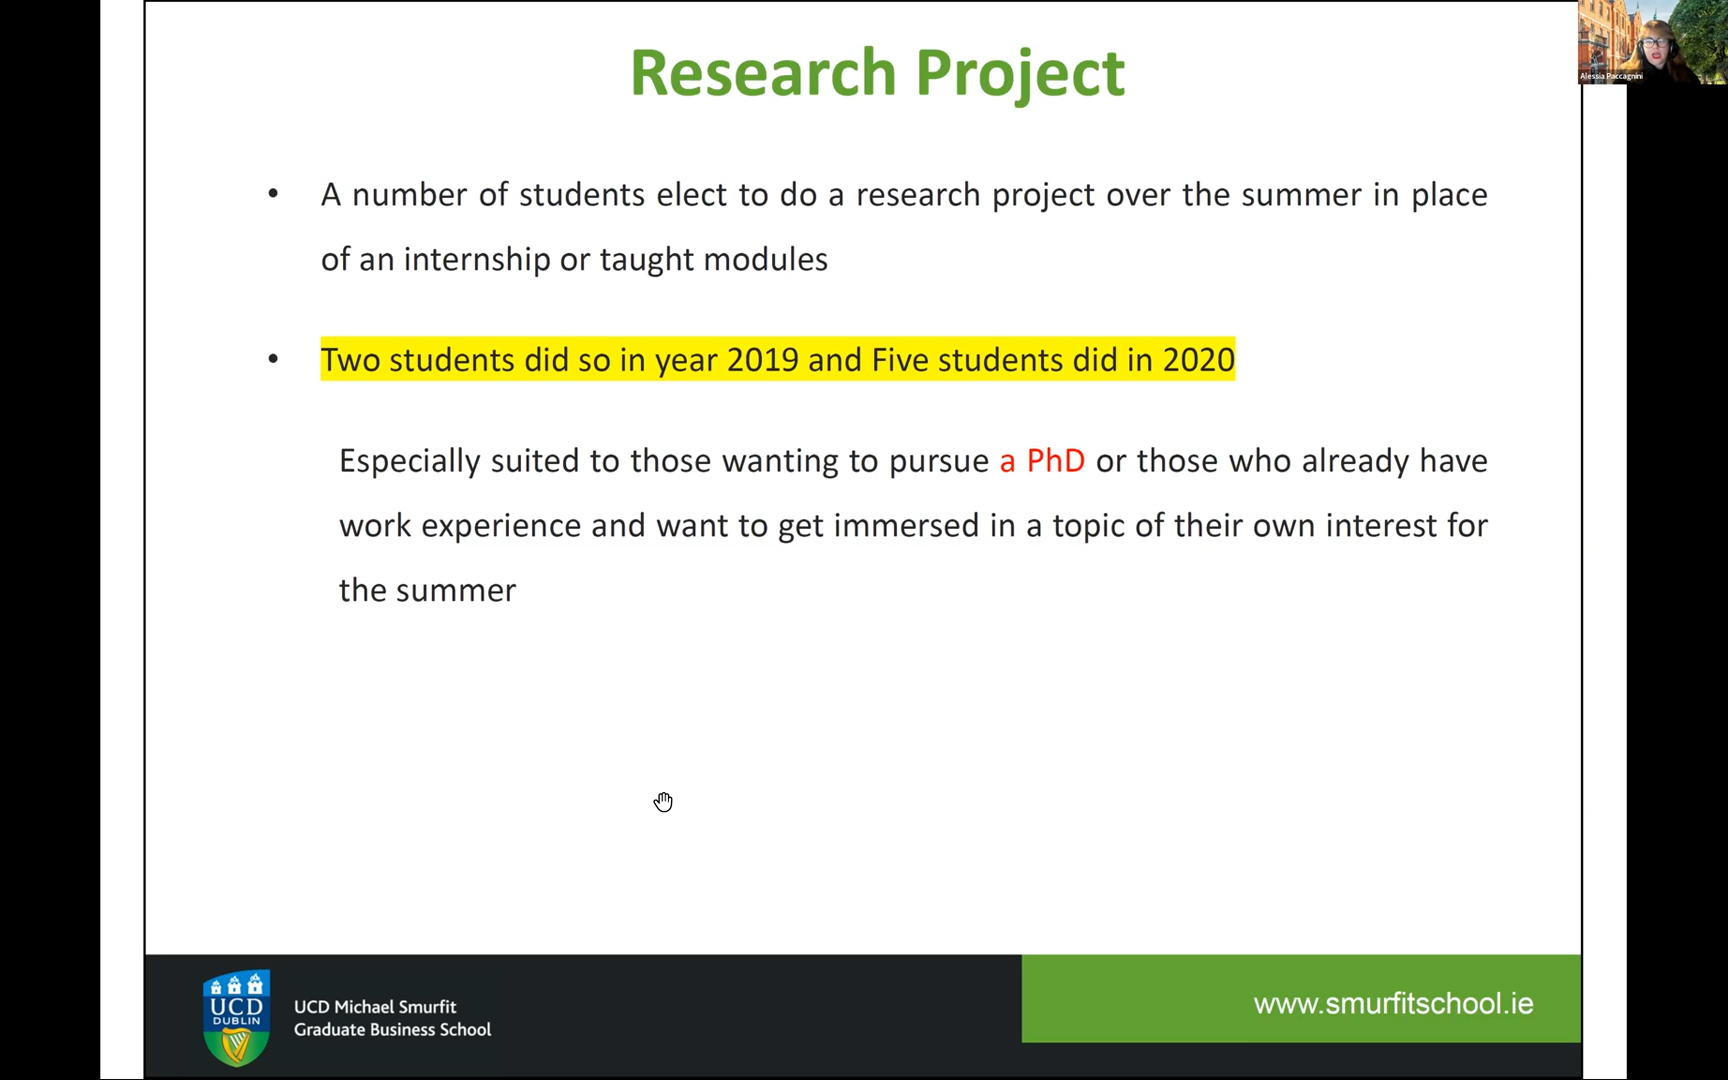 Research Project
Alessia Paccagnini
• A number of students elect to do a research project over the summer in place
of an internship or taught modules
• Two students did so in year 2019 and Five students did in 2020
Especially suited to those wanting to pursue a PhD or those who already have
work experience and want to get immersed in a topic of their own interest for
the summer
UCD
DUBLIN
UCD Michael Smurfit
Graduate Business School
www.smurfitschool.ie